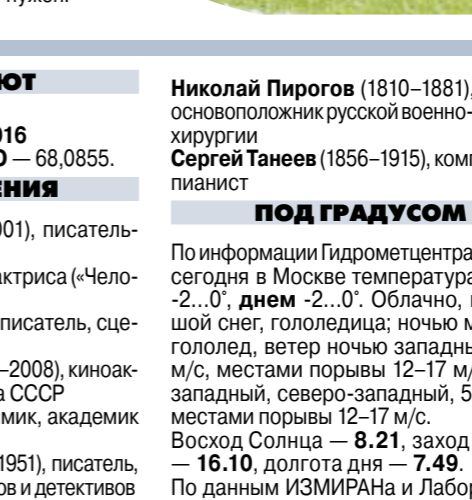 нужен.
ЮТ
016
О — 68,0855.
ЕНИЯ
001), писатель-
актриса («Чело-
писатель, сце-
–2008), киноак-
а СССР
мик, академик
1951), писатель,
ов и детективов
Николай Пирогов (1810–1881),
основоположник русской военно-
хирургии
Сергей Танеев (1856–1915), комп
пианист
ПОД ГРАДУСОМ
По информации Гидрометцентра
сегодня в Москве температура
-2...0°, днем -2...0°. Облачно,
шой снег, гололедица; ночью м
гололед, ветер ночью западны
м/с, местами порывы 12–17 м/
западный, северо-западный, 5
местами порывы 12–17 м/с.
Восход Солнца — 8.21, заход
— 16.10, долгота дня — 7.49.
По данным ИЗМИРАНа и Лабор